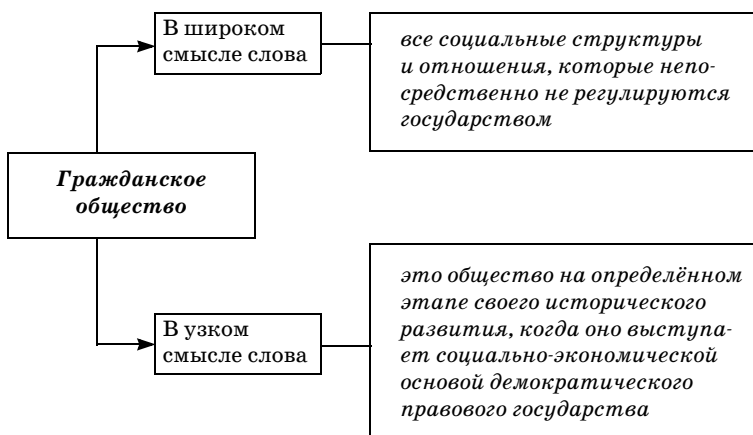 В широком
смысле слова
все социальные структуры
и отношения, которые непо-
средственно не регулируются
государством
Гражданское
общество
В узком
смысле слова
это общество на определённом
этапе своего исторического
развития, когда оно выступа-
ет социально-экономической
основой демократического
правового государства